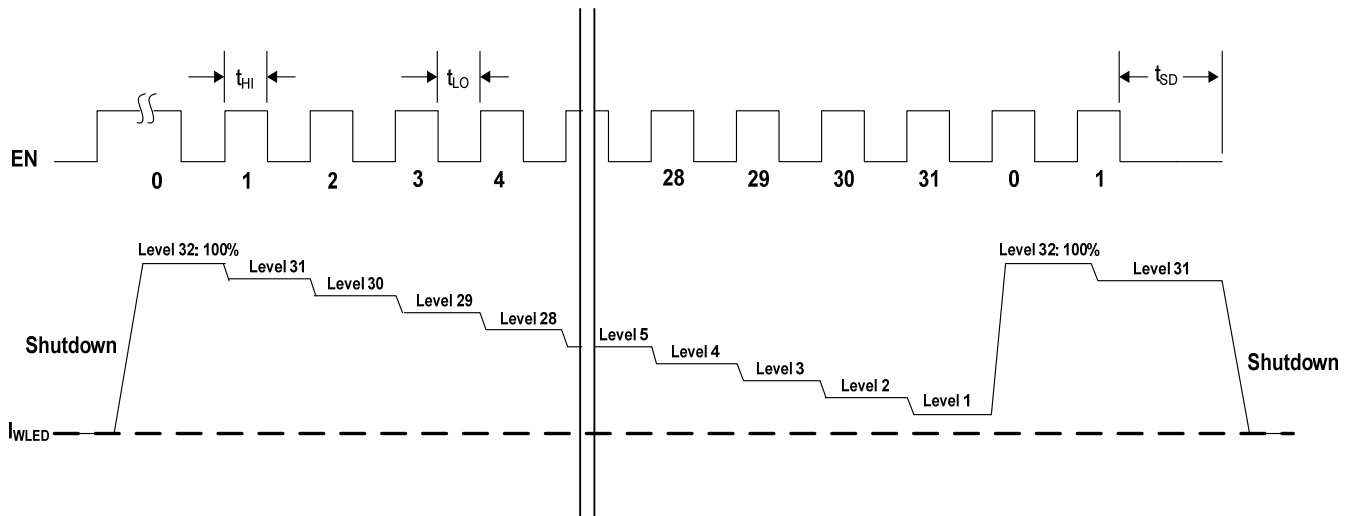 tHI
tLO
tSD
EN
0 1 2 3 4 28 29 30 31 0 1
Level 32: 100%
Level 31
Level 30
Level 29
Level 28
Level 5
Level 4
Level 3
Level 2
Level 1
Level 32: 100%
Level 31
Shutdown
Shutdown
IWLED